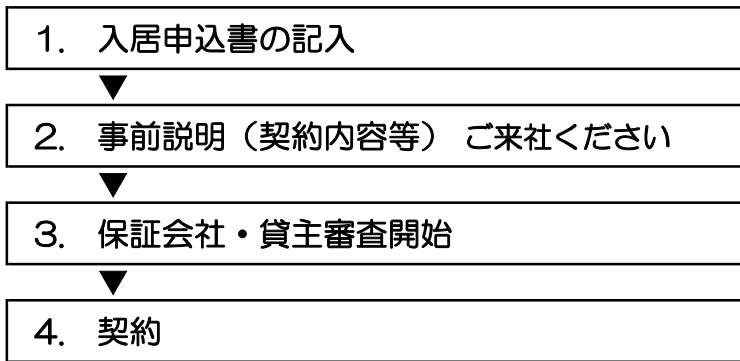 1． 入居申込書の記入
▼
2． 事前説明（契約内容等） ご来社ください
▼
3． 保証会社・貸主審査開始
▼
4． 契約